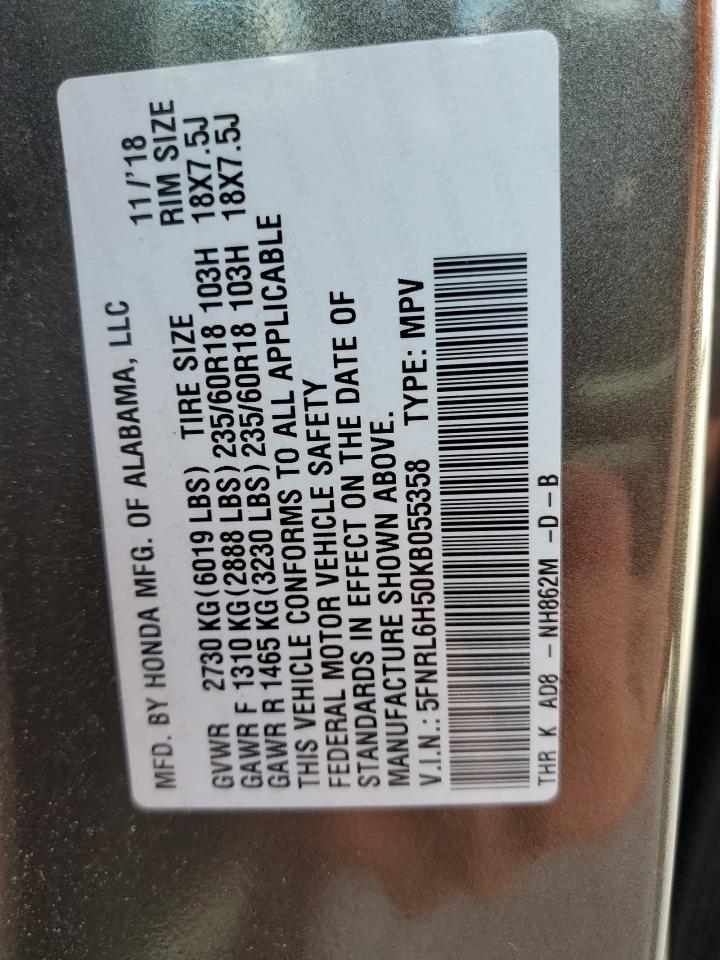 MFD. BY HONDA MFG. OF ALABAMA, LLC 11/'18
GVWR 2730 KG(6019 LBS) TIRE SIZE RIM SIZE
GAWR F 1310 KG(2888 LBS) 235/60R18 103H 18X7.5J
GAWR R 1465 KG(3230 LBS) 235/60R18 103H 18X7.5J
THIS VEHICLE CONFORMS TO ALL APPLICABLE
FEDERAL MOTOR VEHICLE SAFETY
STANDARDS IN EFFECT ON THE DATE OF
MANUFACTURE SHOWN ABOVE.
V.I.N.: 5FNRL6H50KB055358 TYPE: MPV
THR K AD8 - NH862M -D-B